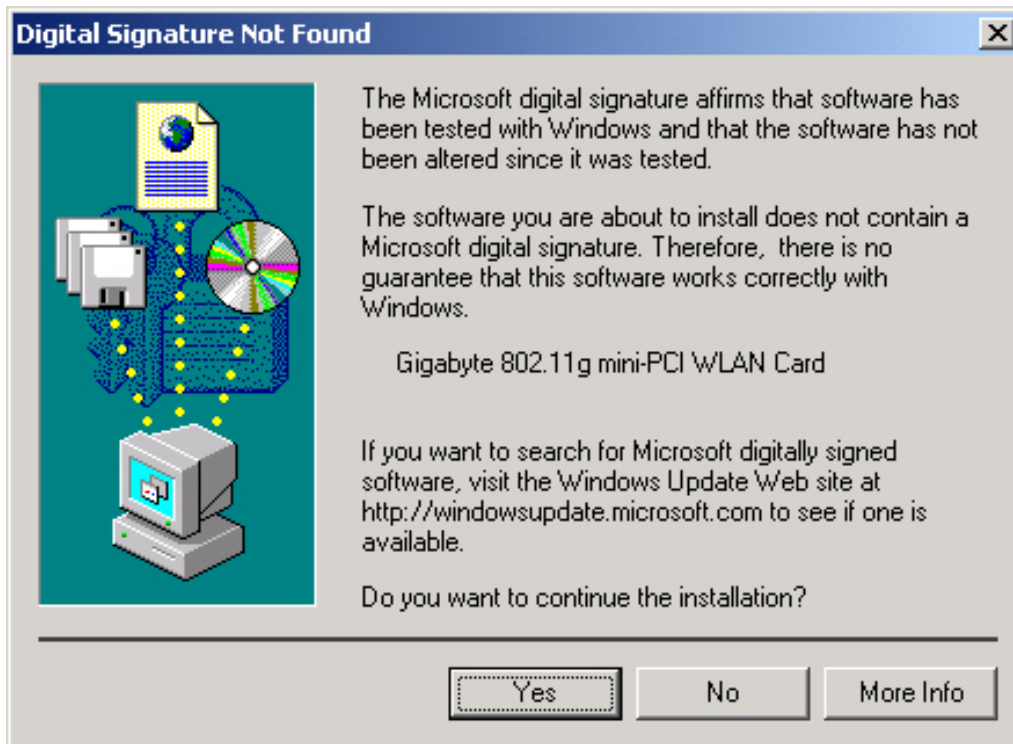 Digital Signature Not Found
The Microsoft digital signature affirms that software has
been tested with Windows and that the software has not
been altered since it was tested.
The software you are about to install does not contain a
Microsoft digital signature. Therefore,  there is no
guarantee that this software works correctly with
Windows.
Gigabyte 802.11g mini-PCI WLAN Card
If you want to search for Microsoft digitally signed
software, visit the Windows Update Web site at
http://windowsupdate.microsoft.com to see if one is
available.
Do you want to continue the installation?
Yes
No
More Info